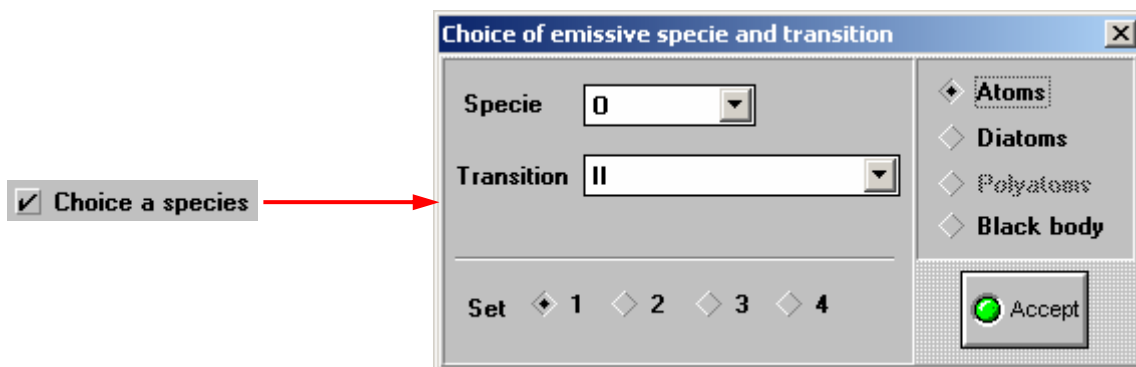 Choice a species
Choice of emissive specie and transition
Specie O
Transition II
Set 1 2 3 4
Atoms
Diatoms
Polyatoms
Black body
Accept